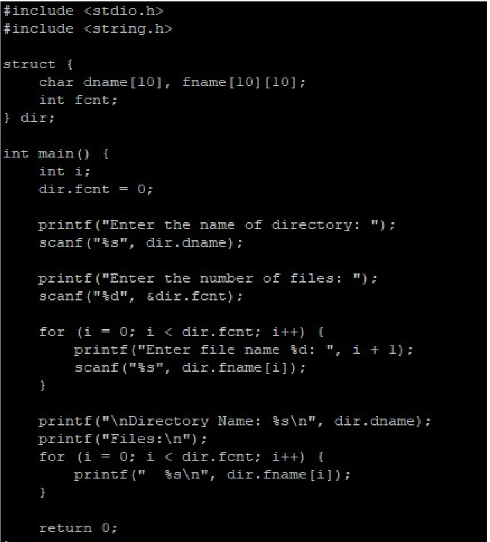 #include <stdio.h>
#include <string.h>

struct {
    char dname[10], fname[10][10];
    int fcnt;
} dir;

int main() {
    int i;
    dir.fcnt = 0;

    printf("Enter the name of directory: ");
    scanf("%s", dir.dname);

    printf("Enter the number of files: ");
    scanf("%d", &dir.fcnt);

    for (i = 0; i < dir.fcnt; i++) {
        printf("Enter file name %d: ", i + 1);
        scanf("%s", dir.fname[i]);
    }

    printf("\nDirectory Name: %s\n", dir.dname);
    printf("Files:\n");
    for (i = 0; i < dir.fcnt; i++) {
        printf("  %s\n", dir.fname[i]);
    }

    return 0;